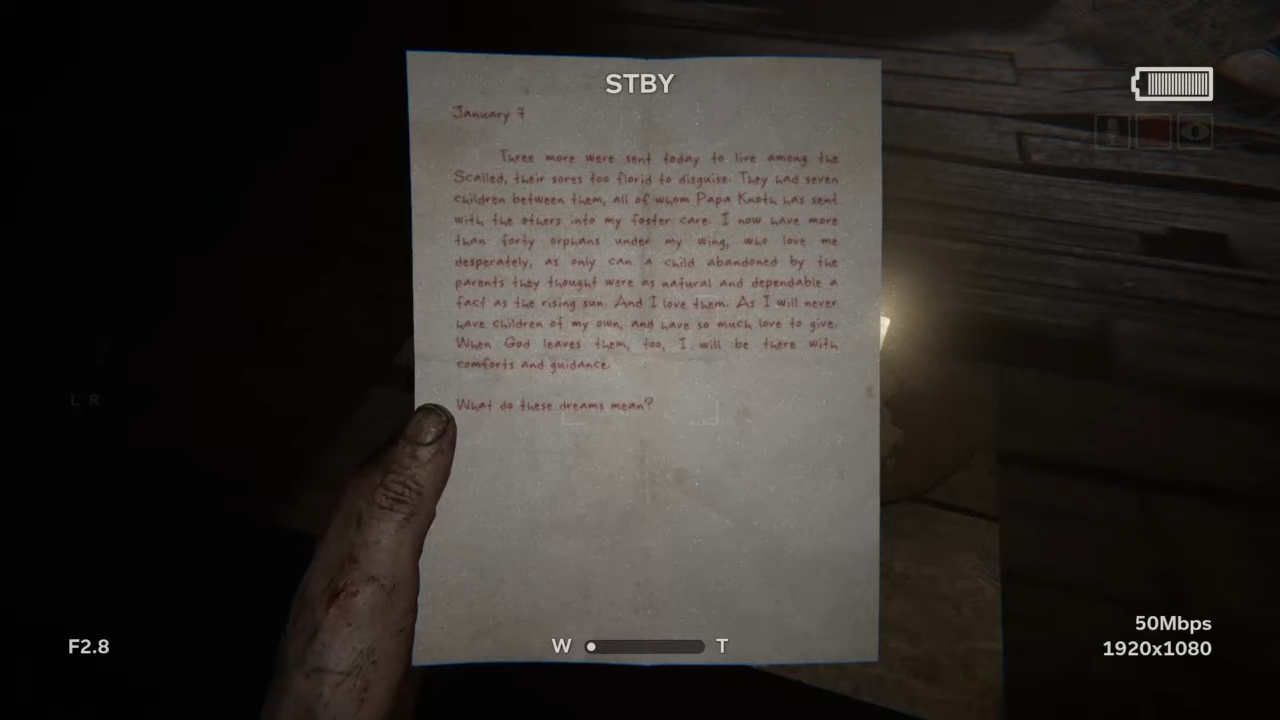 STBY
January 7
Three more were sent today to live among the
Scalled, their sores too florid to disguise. They had seven
children between them, all of whom Papa Knoth has sent
with the others into my foster care. I now have more
than forty orphans under my wing, who love me
desperately, as only can a child abandoned by the
parents they thought were as natural and dependable a
fact as the rising sun. And I love them. As I will never
have children of my own, and have so much love to give.
When God leaves them, too, I will be there with
comforts and guidance.
What do these dreams mean?
L R
F2.8
W T
50Mbps
1920x1080